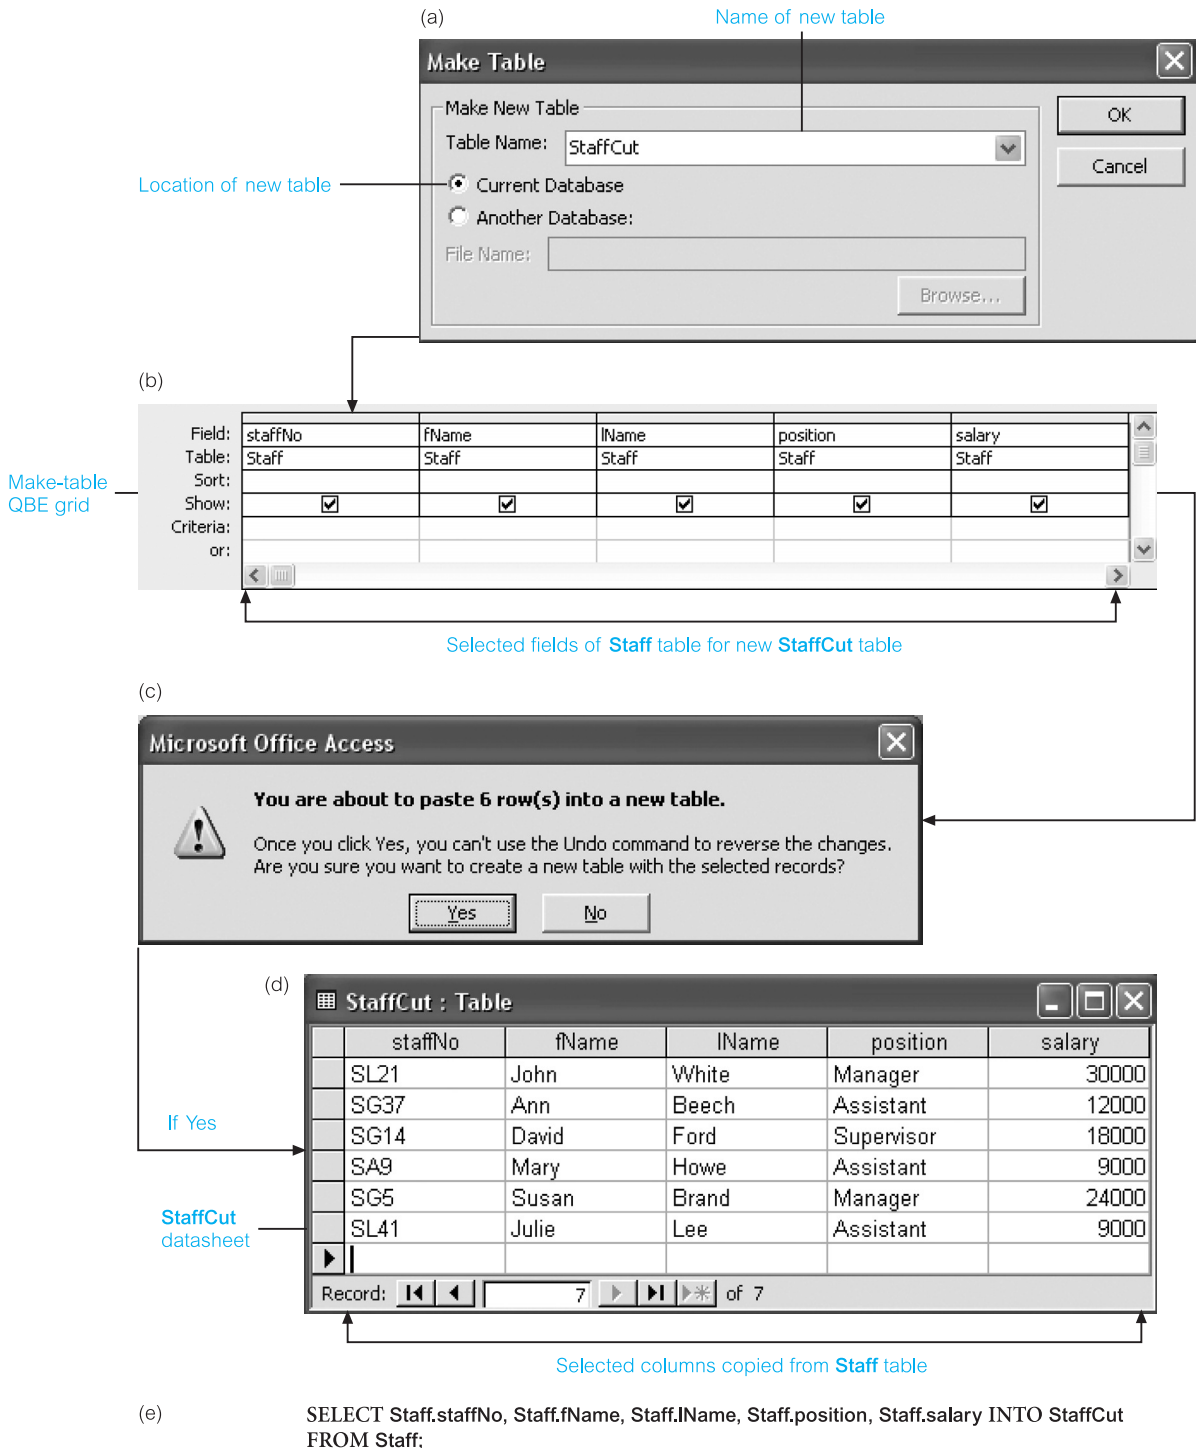 (a)
Name of new table
Make Table
Make New Table
Table Name: StaffCut
OK
Cancel
Location of new table
Current Database
Another Database:
File Name:
Browse...
(b)
Field: staffNo fName lName position salary
Table: Staff Staff Staff Staff Staff
Sort:
Show:
Criteria:
or:
Make-table
QBE grid
Selected fields of Staff table for new StaffCut table
(c)
Microsoft Office Access
You are about to paste 6 row(s) into a new table.
Once you click Yes, you can't use the Undo command to reverse the changes.
Are you sure you want to create a new table with the selected records?
Yes No
(d)
StaffCut : Table
staffNo fName lName position salary
SL21 John White Manager 30000
SG37 Ann Beech Assistant 12000
SG14 David Ford Supervisor 18000
SA9 Mary Howe Assistant 9000
SG5 Susan Brand Manager 24000
SL41 Julie Lee Assistant 9000
If Yes
StaffCut
datasheet
Record: 7 of 7
Selected columns copied from Staff table
(e)
SELECT Staff.staffNo, Staff.fName, Staff.lName, Staff.position, Staff.salary INTO StaffCut
FROM Staff;